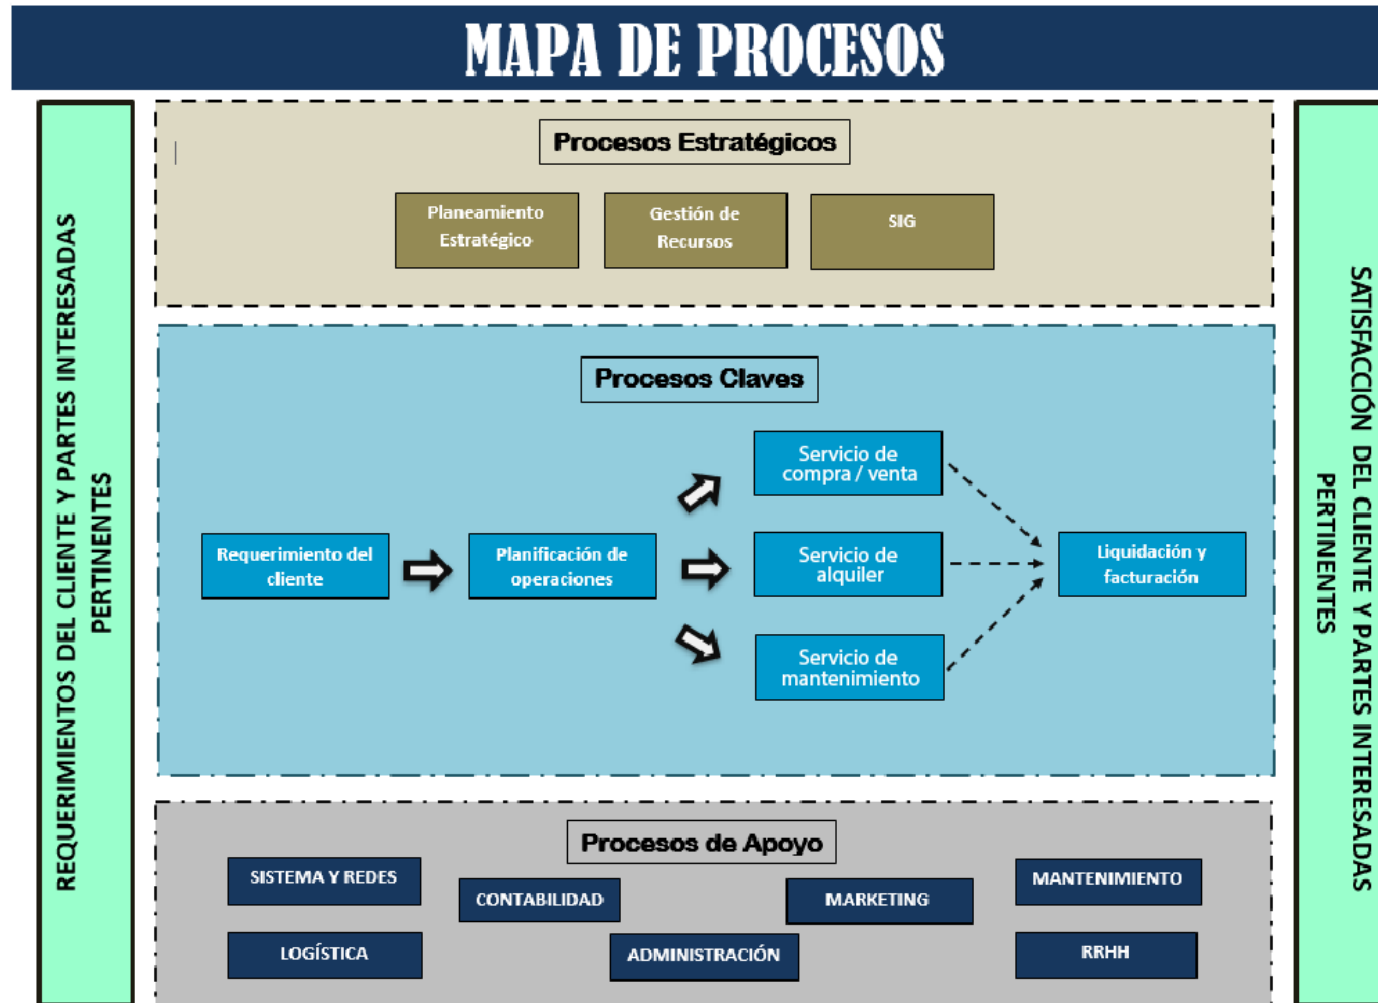 MAPA DE PROCESOS
REQUERIMIENTOS DEL CLIENTE Y PARTES INTERESADAS
PERTINENTES
Procesos Estratégicos
Planeamiento
Estratégico
Gestión de
Recursos
SIG
Procesos Claves
Requerimiento del
cliente
Planificación de
operaciones
Servicio de
compra / venta
Servicio de
alquiler
Servicio de
mantenimiento
Liquidación y
facturación
Procesos de Apoyo
SISTEMA Y REDES
CONTABILIDAD
MARKETING
MANTENIMIENTO
LOGÍSTICA
ADMINISTRACIÓN
RRHH
SATISFACCIÓN DEL CLIENTE Y PARTES INTERESADAS
PERTINENTES